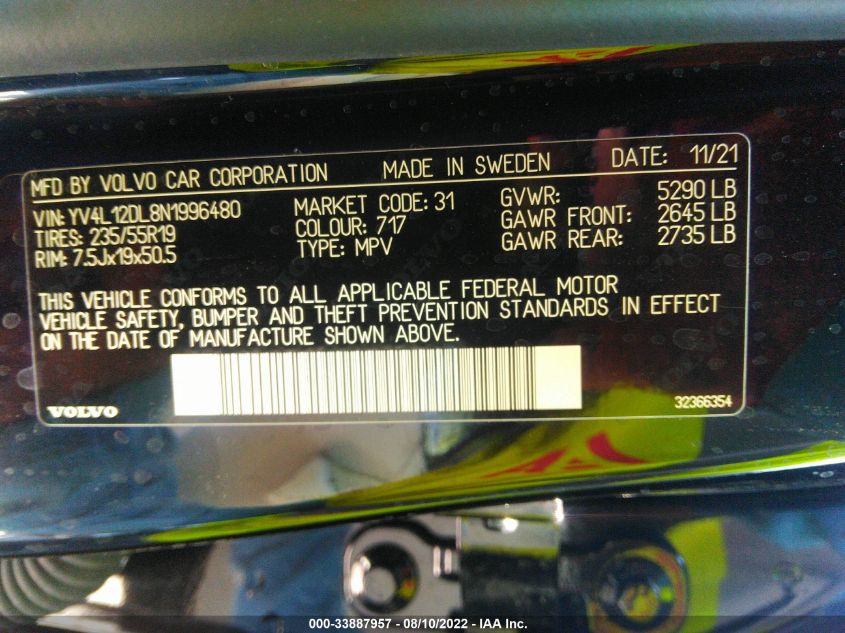 MFD BY VOLVO CAR CORPORATION MADE IN SWEDEN DATE: 11/21
VIN: YV4L12DL8N1996480 MARKET CODE: 31 GVWR: 5290 LB
TIRES: 235/55R19 COLOUR: 717 GAWR FRONT: 2645 LB
RIM: 7.5Jx19x50.5 TYPE: MPV GAWR REAR: 2735 LB
THIS VEHICLE CONFORMS TO ALL APPLICABLE FEDERAL MOTOR
VEHICLE SAFETY, BUMPER AND THEFT PREVENTION STANDARDS IN EFFECT
ON THE DATE OF MANUFACTURE SHOWN ABOVE.
VOLVO 32366354
000-33887957 - 08/10/2022 - IAA Inc.